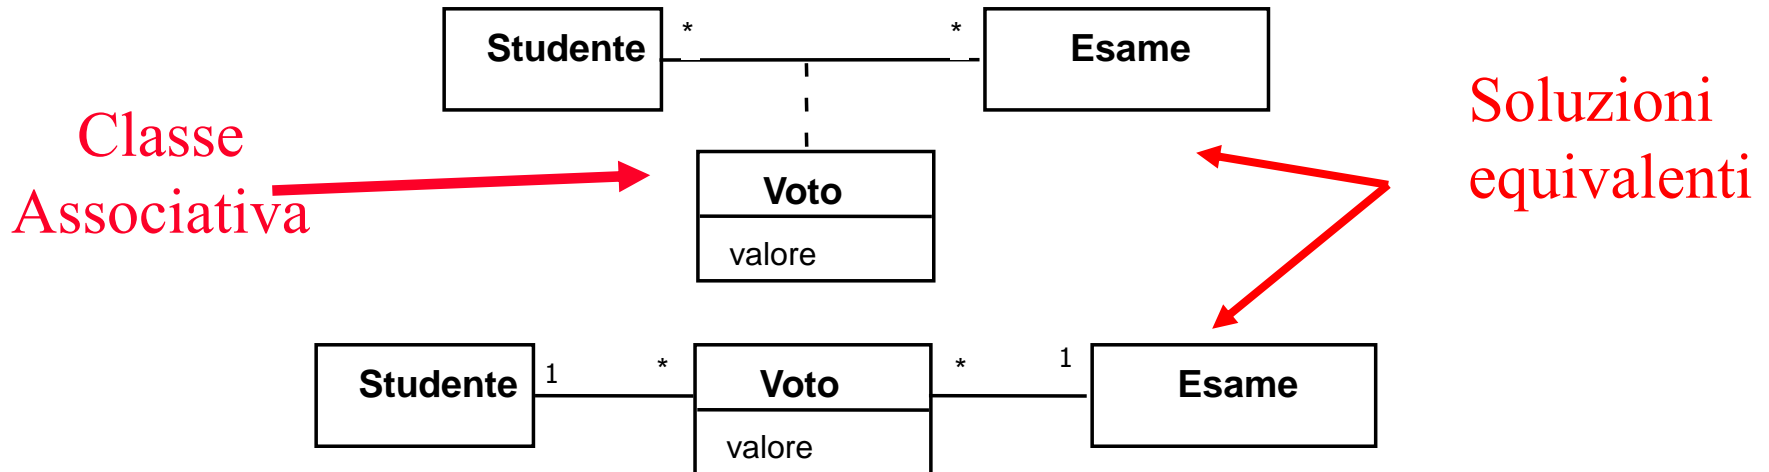 Studente * * Esame
Classe
Associativa
Voto
valore
Soluzioni
equivalenti
Studente 1 * Voto * 1 Esame
valore